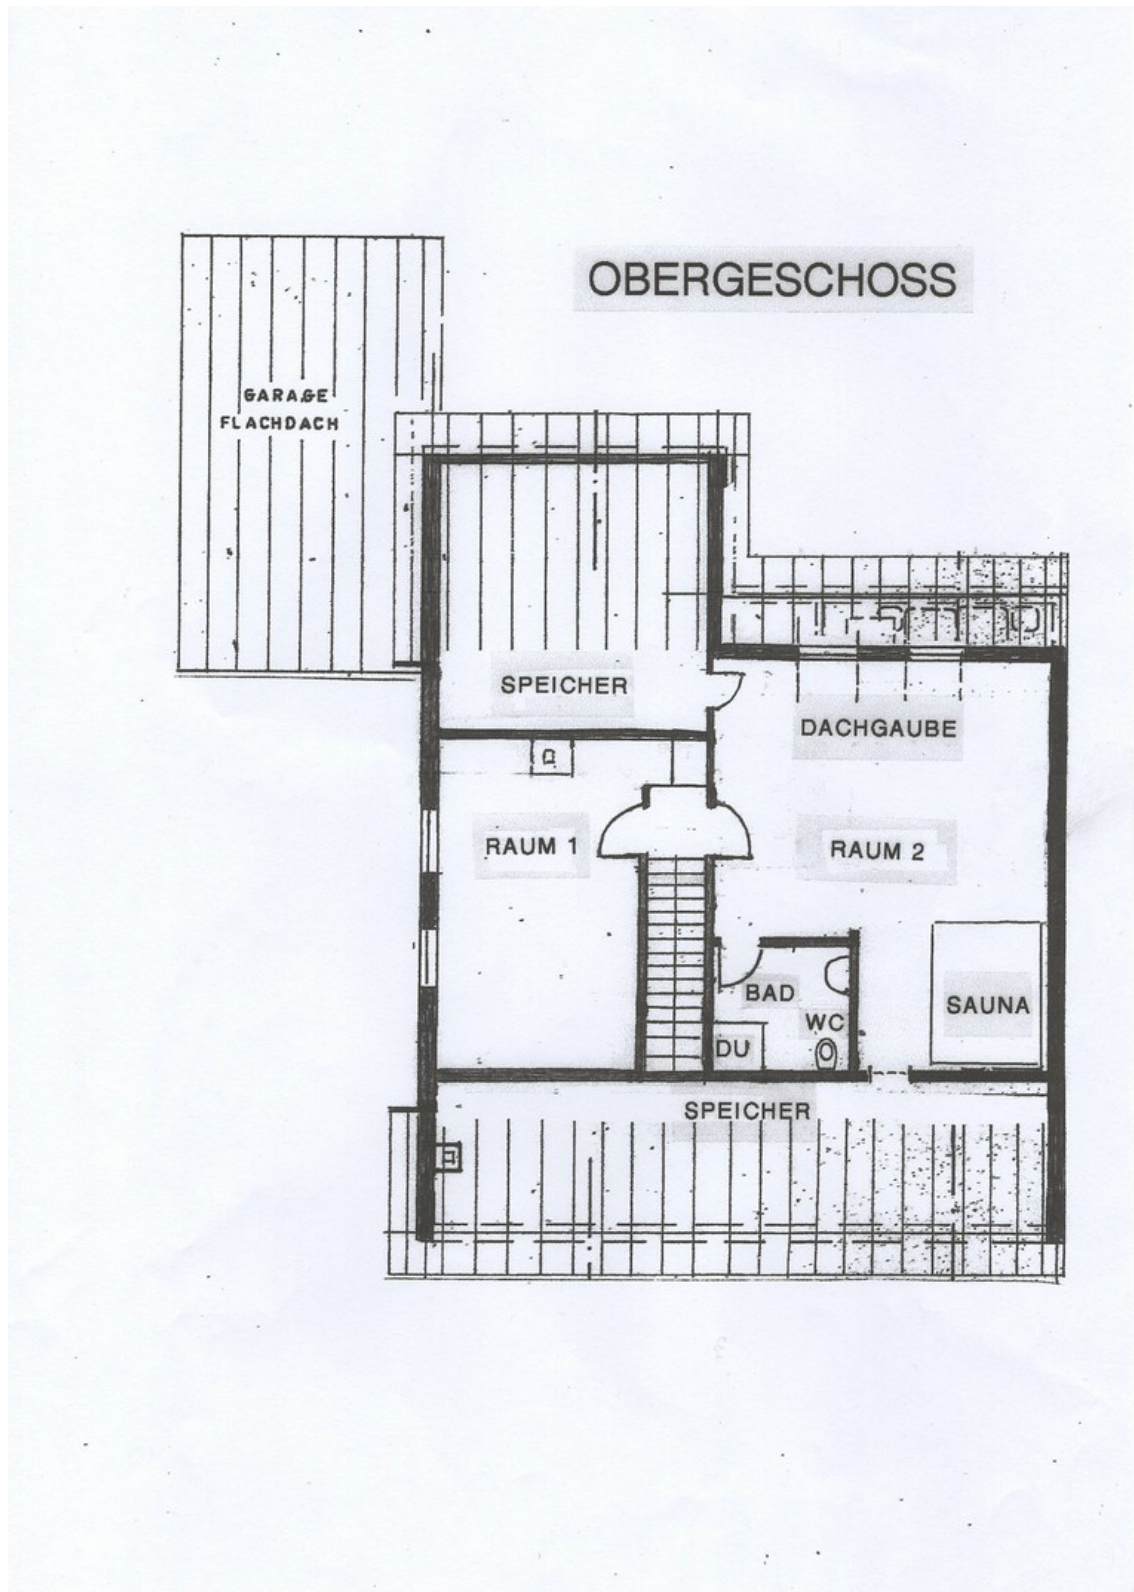 OBERGESCHOSS
GARAGE
FLACHDACH
SPEICHER
DACHGAUBE
RAUM 1
RAUM 2
BAD
SAUNA
WC
DU
SPEICHER